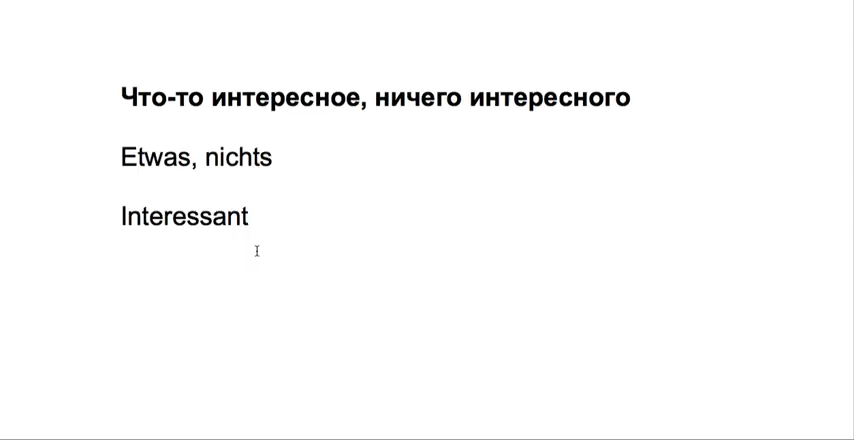 Что-то интересное, ничего интересного
Etwas, nichts
Interessant